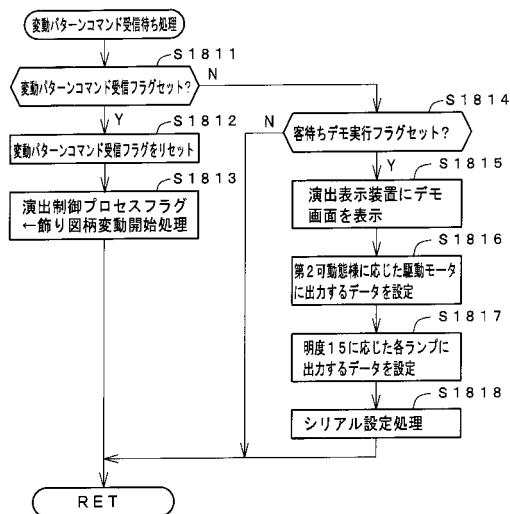 変動パターンコマンド受信待ち処理
S1811
変動パターンコマンド受信フラグセット?
N
Y
S1812
変動パターンコマンド受信フラグをリセット
S1813
演出制御プロセスフラグ
←飾り図柄変動開始処理
S1814
N
客待ちデモ実行フラグセット?
Y
S1815
演出表示装置にデモ
画面を表示
S1816
第2可動態様に応じた駆動モータ
に出力するデータを設定
S1817
明度15に応じた各ランプに
出力するデータを設定
S1818
シリアル設定処理
RET